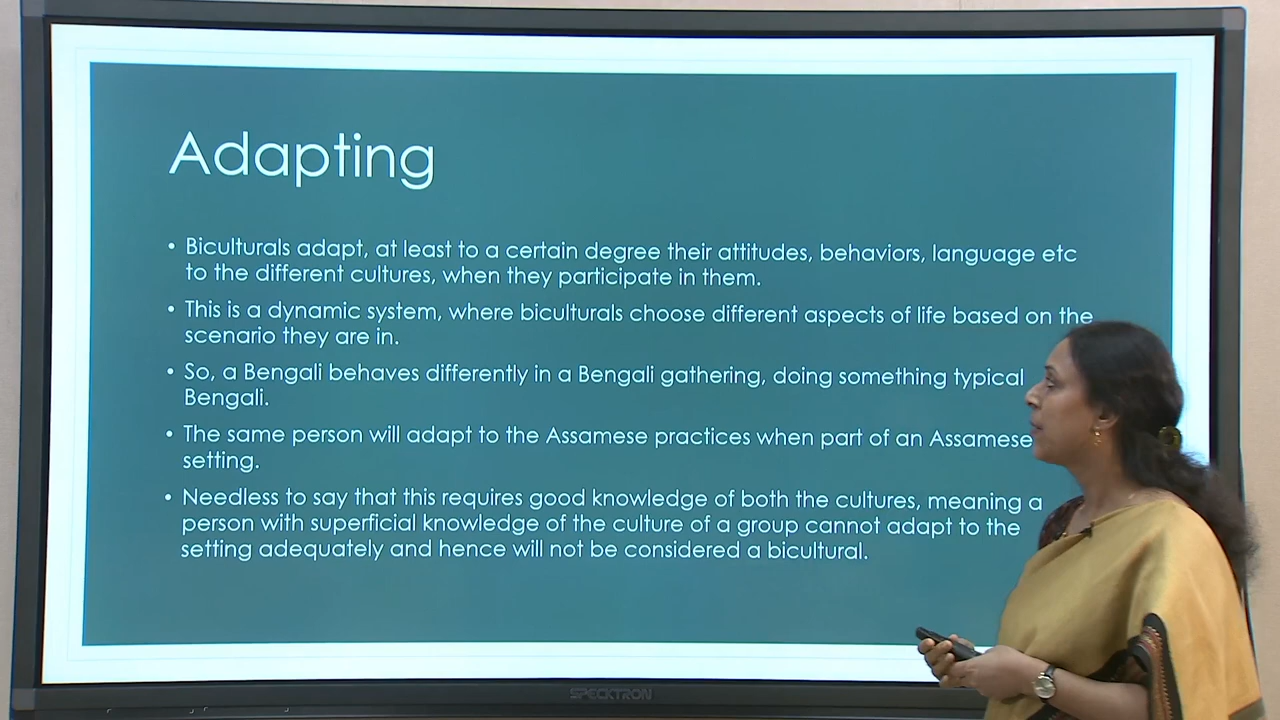 Adapting
• Biculturals adapt, at least to a certain degree their attitudes, behaviors, language etc
to the different cultures, when they participate in them.
• This is a dynamic system, where biculturals choose different aspects of life based on the
scenario they are in.
• So, a Bengali behaves differently in a Bengali gathering, doing something typical
Bengali.
• The same person will adapt to the Assamese practices when part of an Assamese
setting.
• Needless to say that this requires good knowledge of both the cultures, meaning a
person with superficial knowledge of the culture of a group cannot adapt to the
setting adequately and hence will not be considered a bicultural.
SPECKTRON